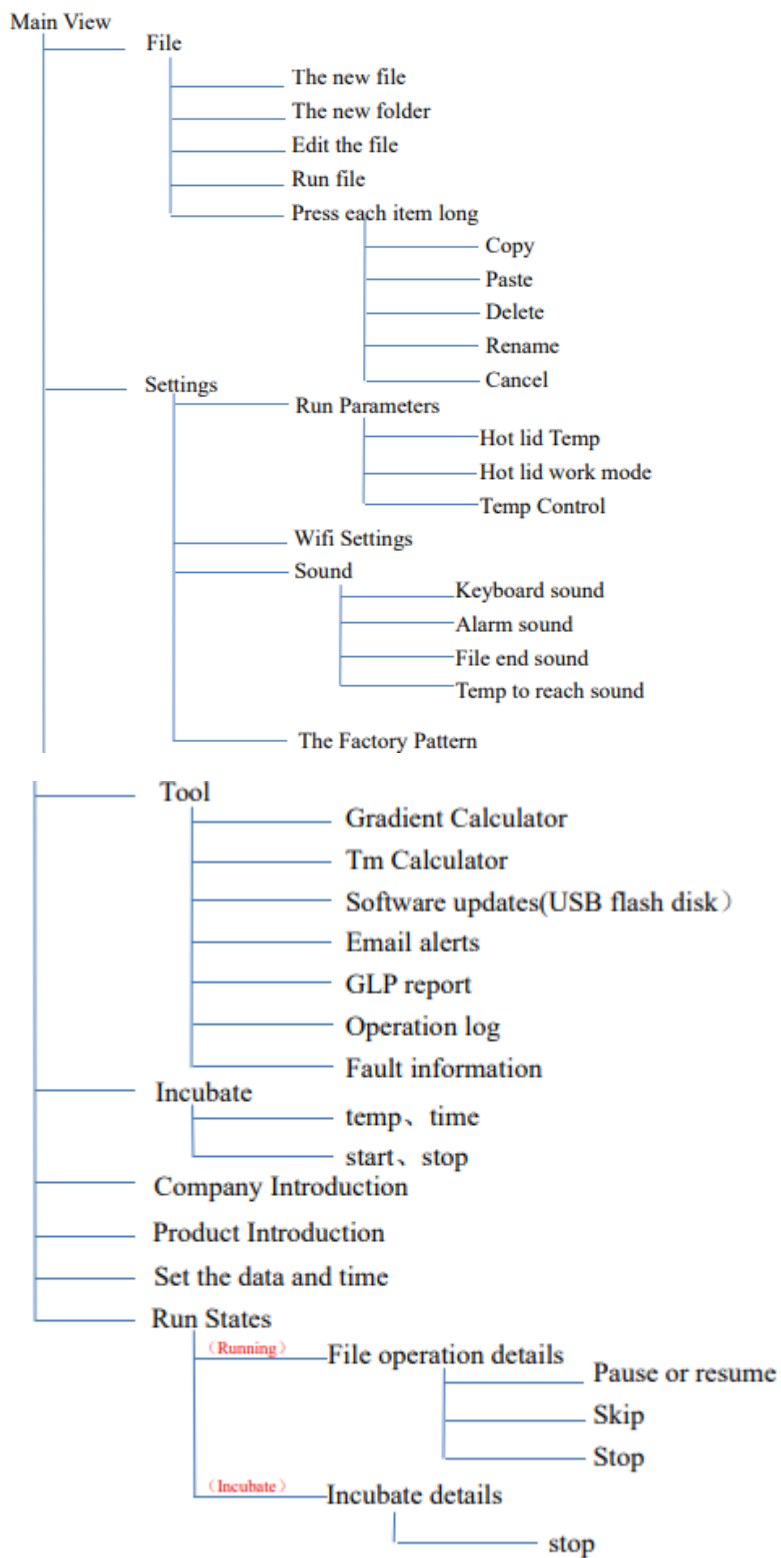 Main View
File
The new file
The new folder
Edit the file
Run file
Press each item long
Copy
Paste
Delete
Rename
Cancel
Settings
Run Parameters
Hot lid Temp
Hot lid work mode
Temp Control
Wifi Settings
Sound
Keyboard sound
Alarm sound
File end sound
Temp to reach sound
The Factory Pattern
Tool
Gradient Calculator
Tm Calculator
Software updates(USB flash disk）
Email alerts
GLP report
Operation log
Fault information
Incubate
temp、time
start、stop
Company Introduction
Product Introduction
Set the data and time
Run States
（Running）
File operation details
Pause or resume
Skip
Stop
（Incubate）
Incubate details
stop